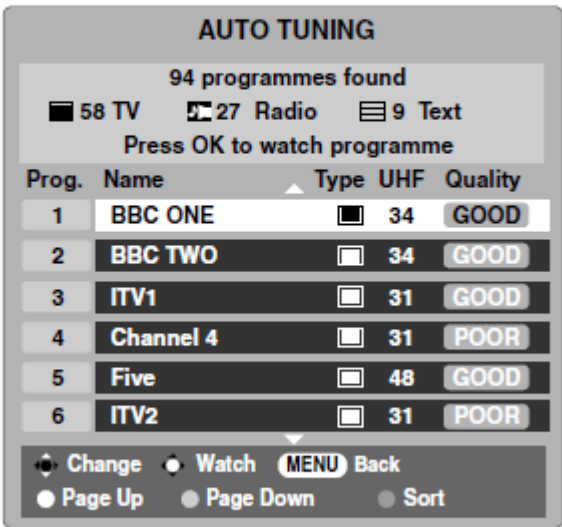 AUTO TUNING
94 programmes found
58 TV 27 Radio 9 Text
Press OK to watch programme
Prog. Name Type UHF Quality
1 BBC ONE 34 GOOD
2 BBC TWO 34 GOOD
3 ITV1 31 GOOD
4 Channel 4 31 POOR
5 Five 48 GOOD
6 ITV2 31 POOR
Change Watch MENU Back
Page Up Page Down Sort